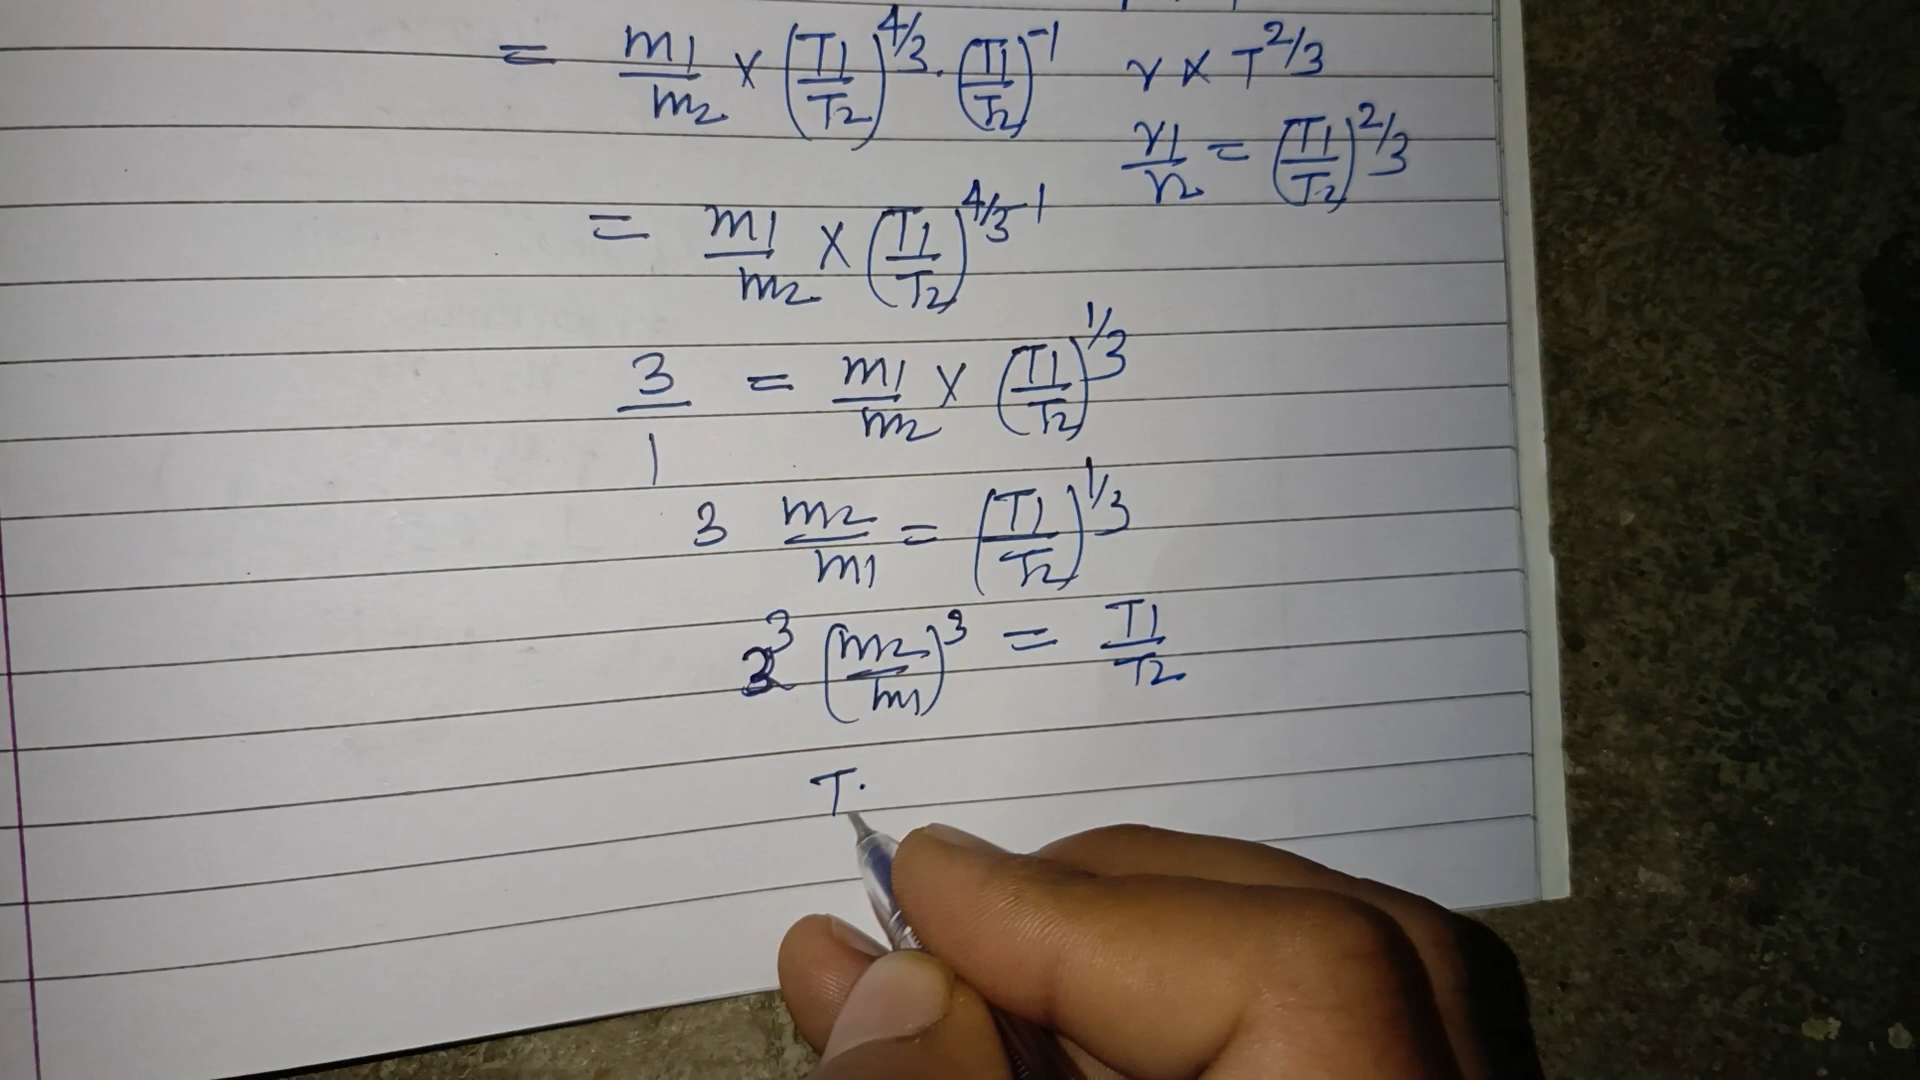 = m1/m2 × (T1/T2)^4/3 · (T1/T2)^-1 r ∝ T^2/3
r1/r2 = (T1/T2)^2/3
= m1/m2 × (T1/T2)^4/3-1
3/1 = m1/m2 × (T1/T2)^1/3
3 m2/m1 = (T1/T2)^1/3
3^3 (m2/m1)^3 = T1/T2
T